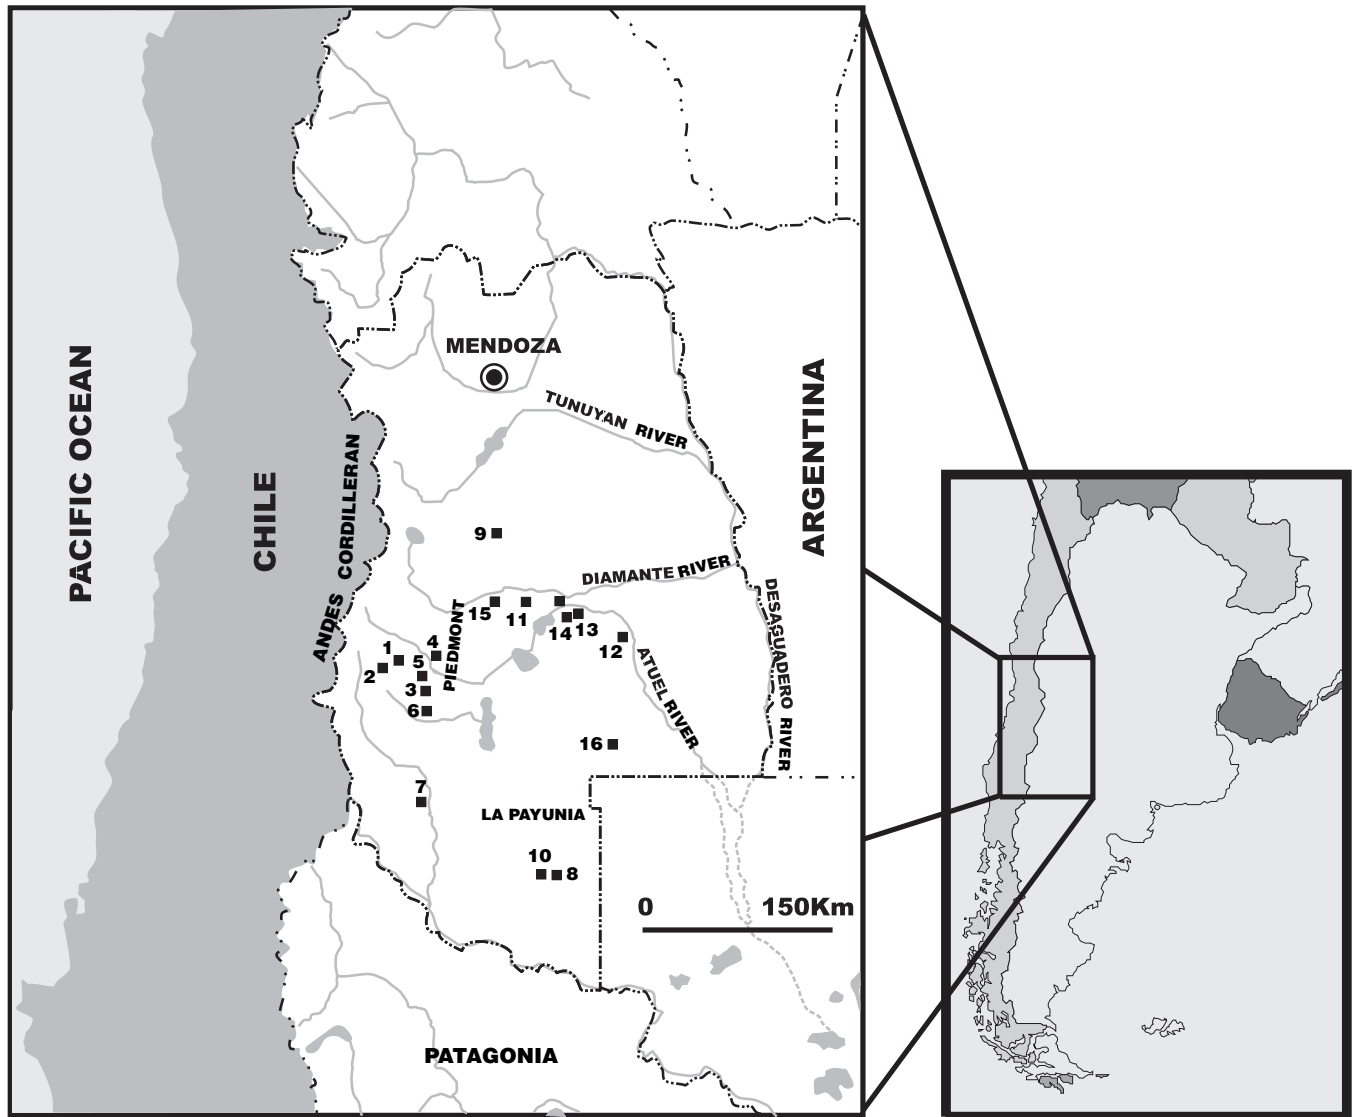 MENDOZA
TUNUYAN RIVER
PACIFIC OCEAN
CHILE
ANDES CORDILLERAN
ARGENTINA
9
DIAMANTE RIVER
DESAGUADERO RIVER
PIEDMONT
15
11
14
13
12
ATUEL RIVER
1
2
4
5
3
6
16
7
LA PAYUNIA
10
8
0
150Km
PATAGONIA